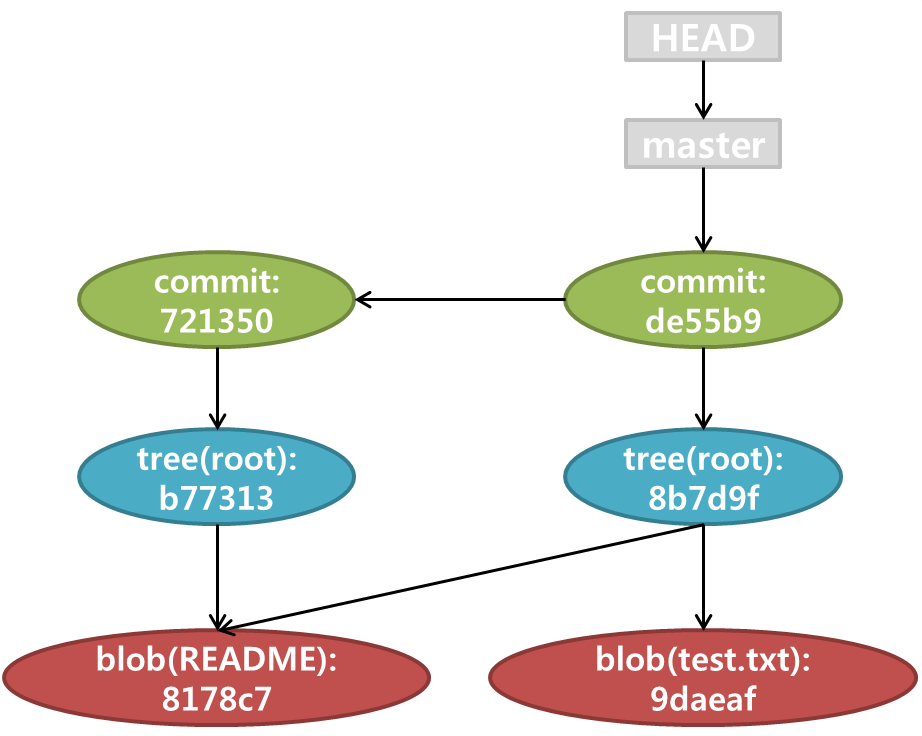 HEAD
master
commit:
721350
commit:
de55b9
tree(root):
b77313
tree(root):
8b7d9f
blob(README):
8178c7
blob(test.txt):
9daeaf